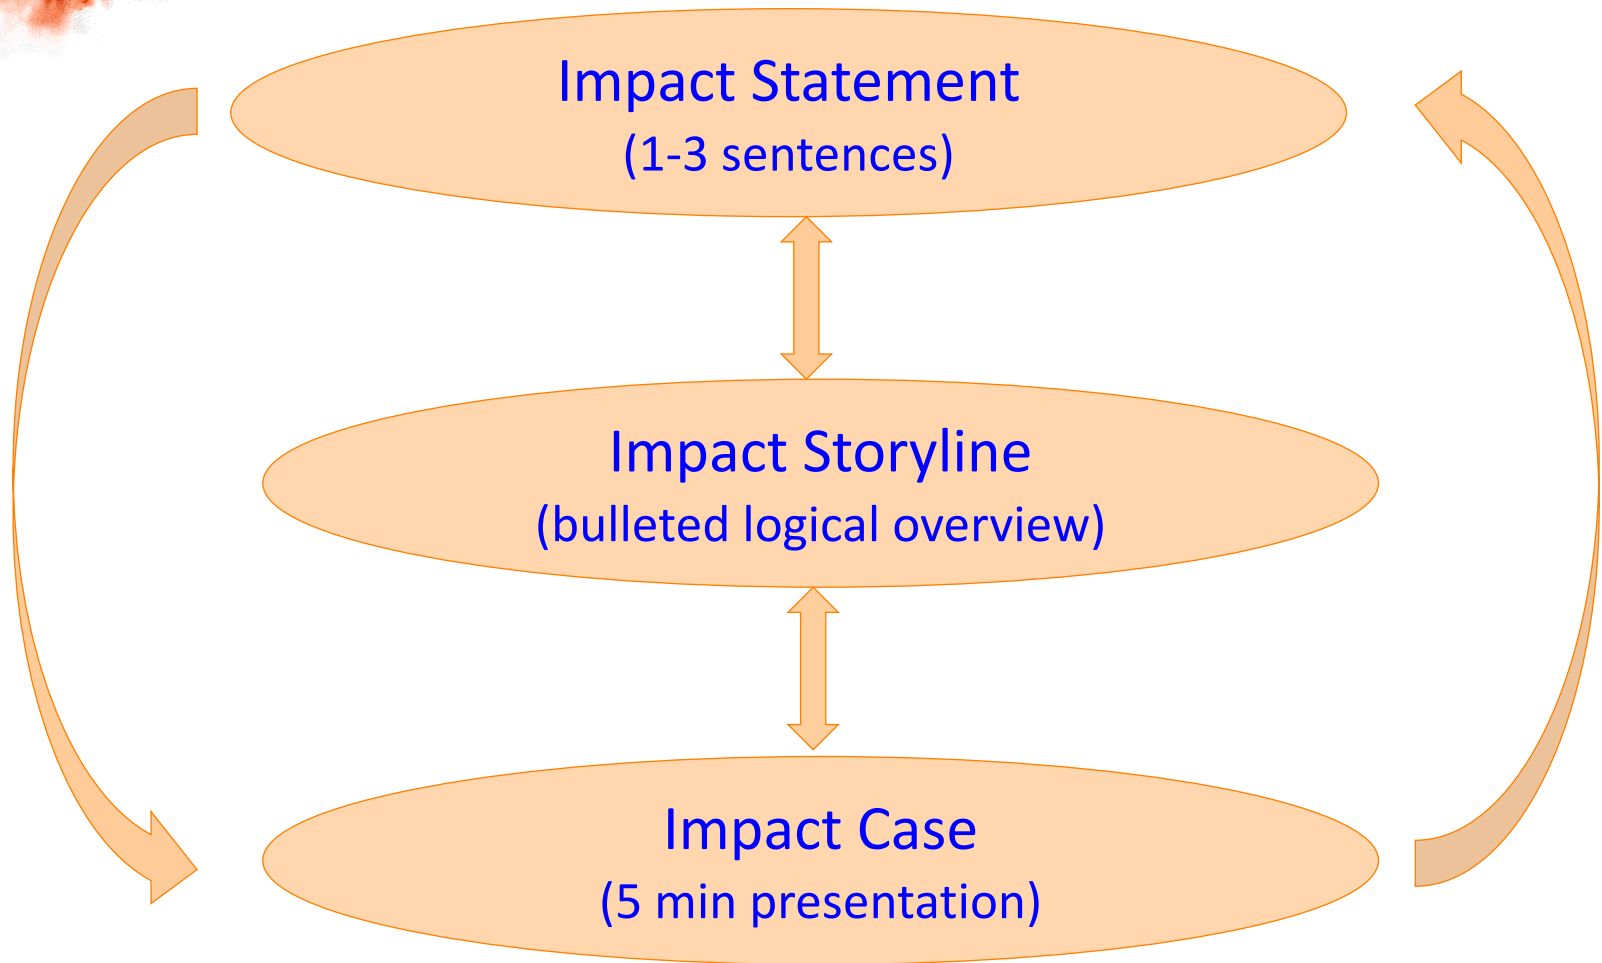 Impact Statement
(1-3 sentences)
Impact Storyline
(bulleted logical overview)
Impact Case
(5 min presentation)